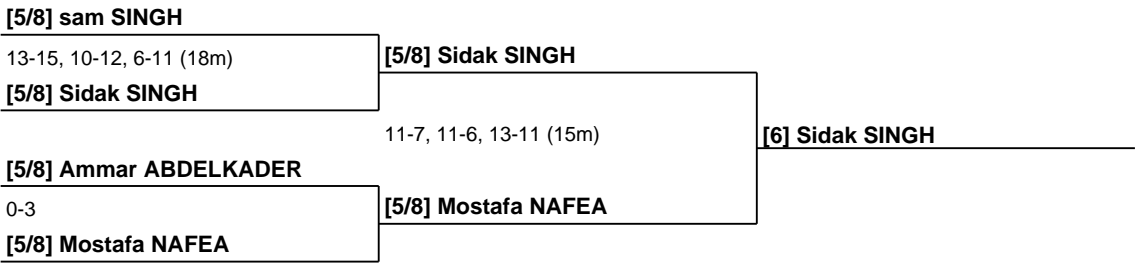 [5/8] sam SINGH
13-15, 10-12, 6-11 (18m)
[5/8] Sidak SINGH
[5/8] Sidak SINGH
11-7, 11-6, 13-11 (15m)
[6] Sidak SINGH
[5/8] Ammar ABDELKADER
0-3
[5/8] Mostafa NAFEA
[5/8] Mostafa NAFEA